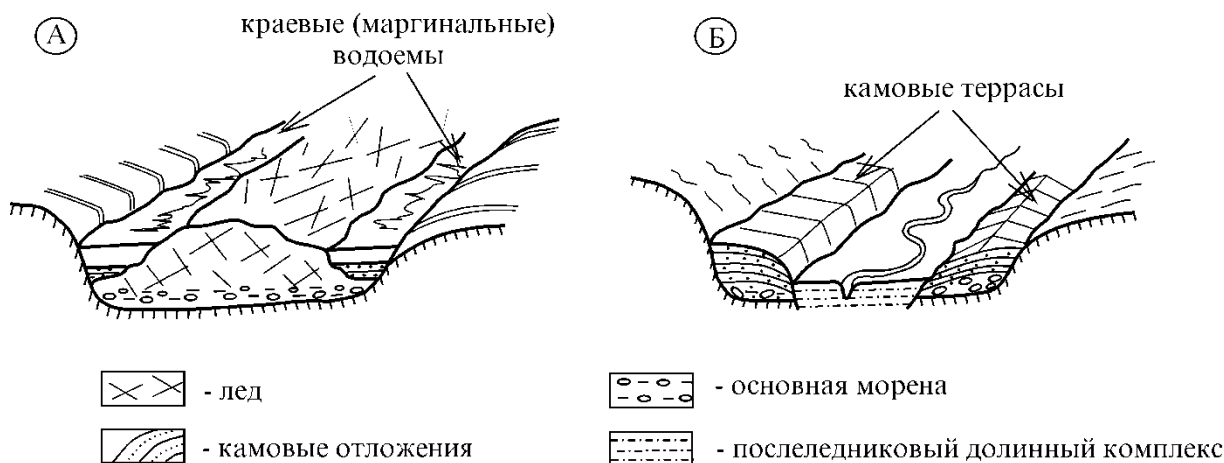 А
краевые (маргинальные)
водоемы
Б
камовые террасы
- лед
- камовые отложения
- основная морена
- послеледниковый долинный комплекс